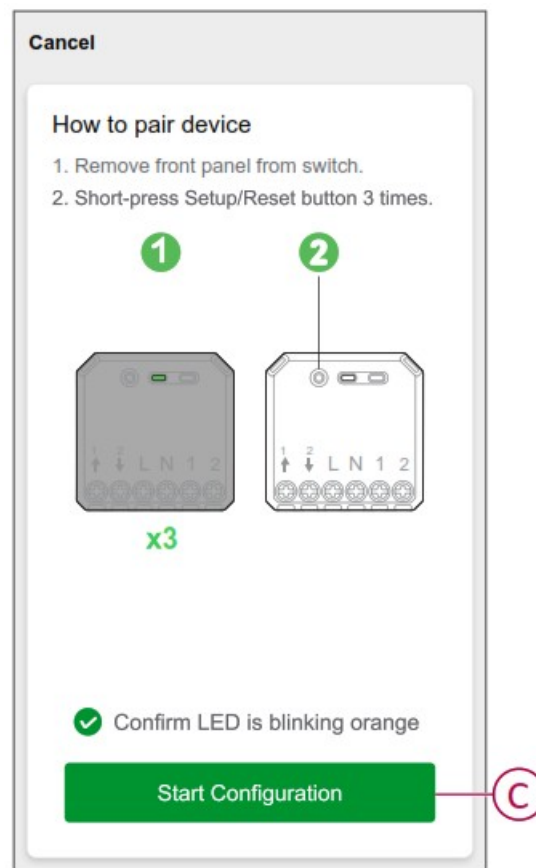 Cancel
How to pair device
1. Remove front panel from switch.
2. Short-press Setup/Reset button 3 times.
1 2
1 2 1 2
L N 1 2 L N 1 2
x3
Confirm LED is blinking orange
Start Configuration
C